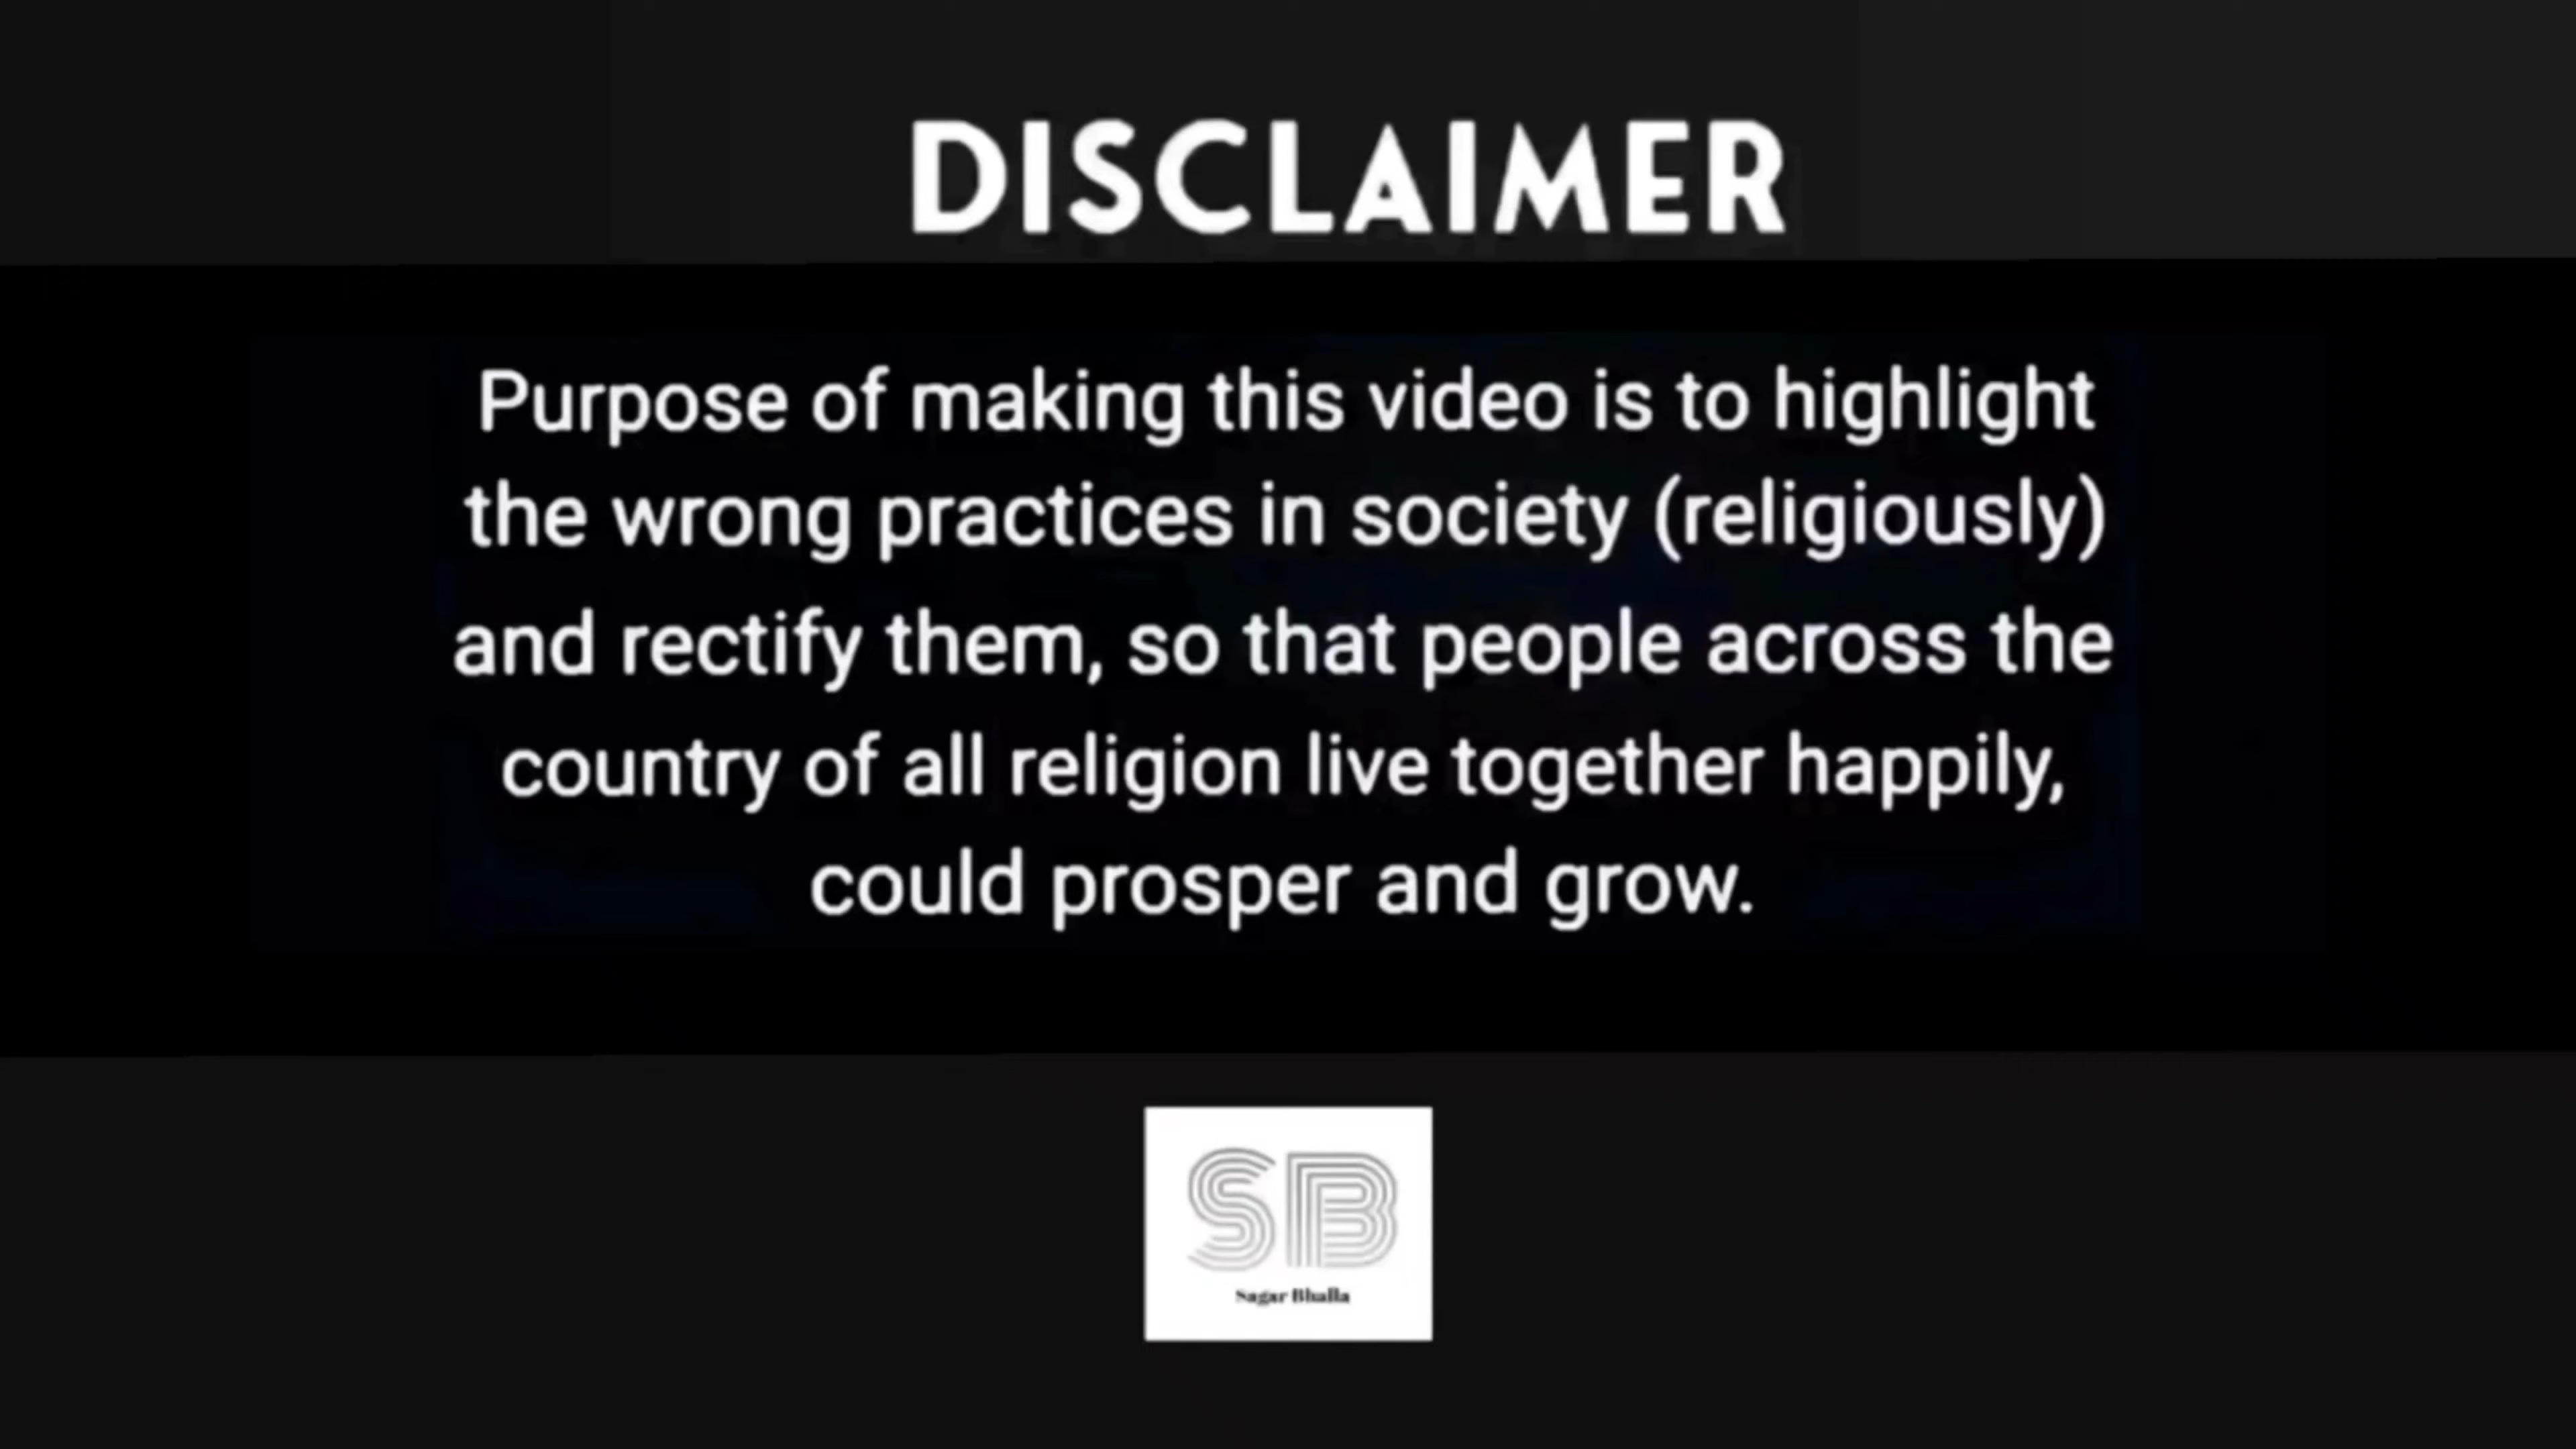 DISCLAIMER
Purpose of making this video is to highlight
the wrong practices in society (religiously)
and rectify them, so that people across the
country of all religion live together happily,
could prosper and grow.
SB
Sagar Bhalla